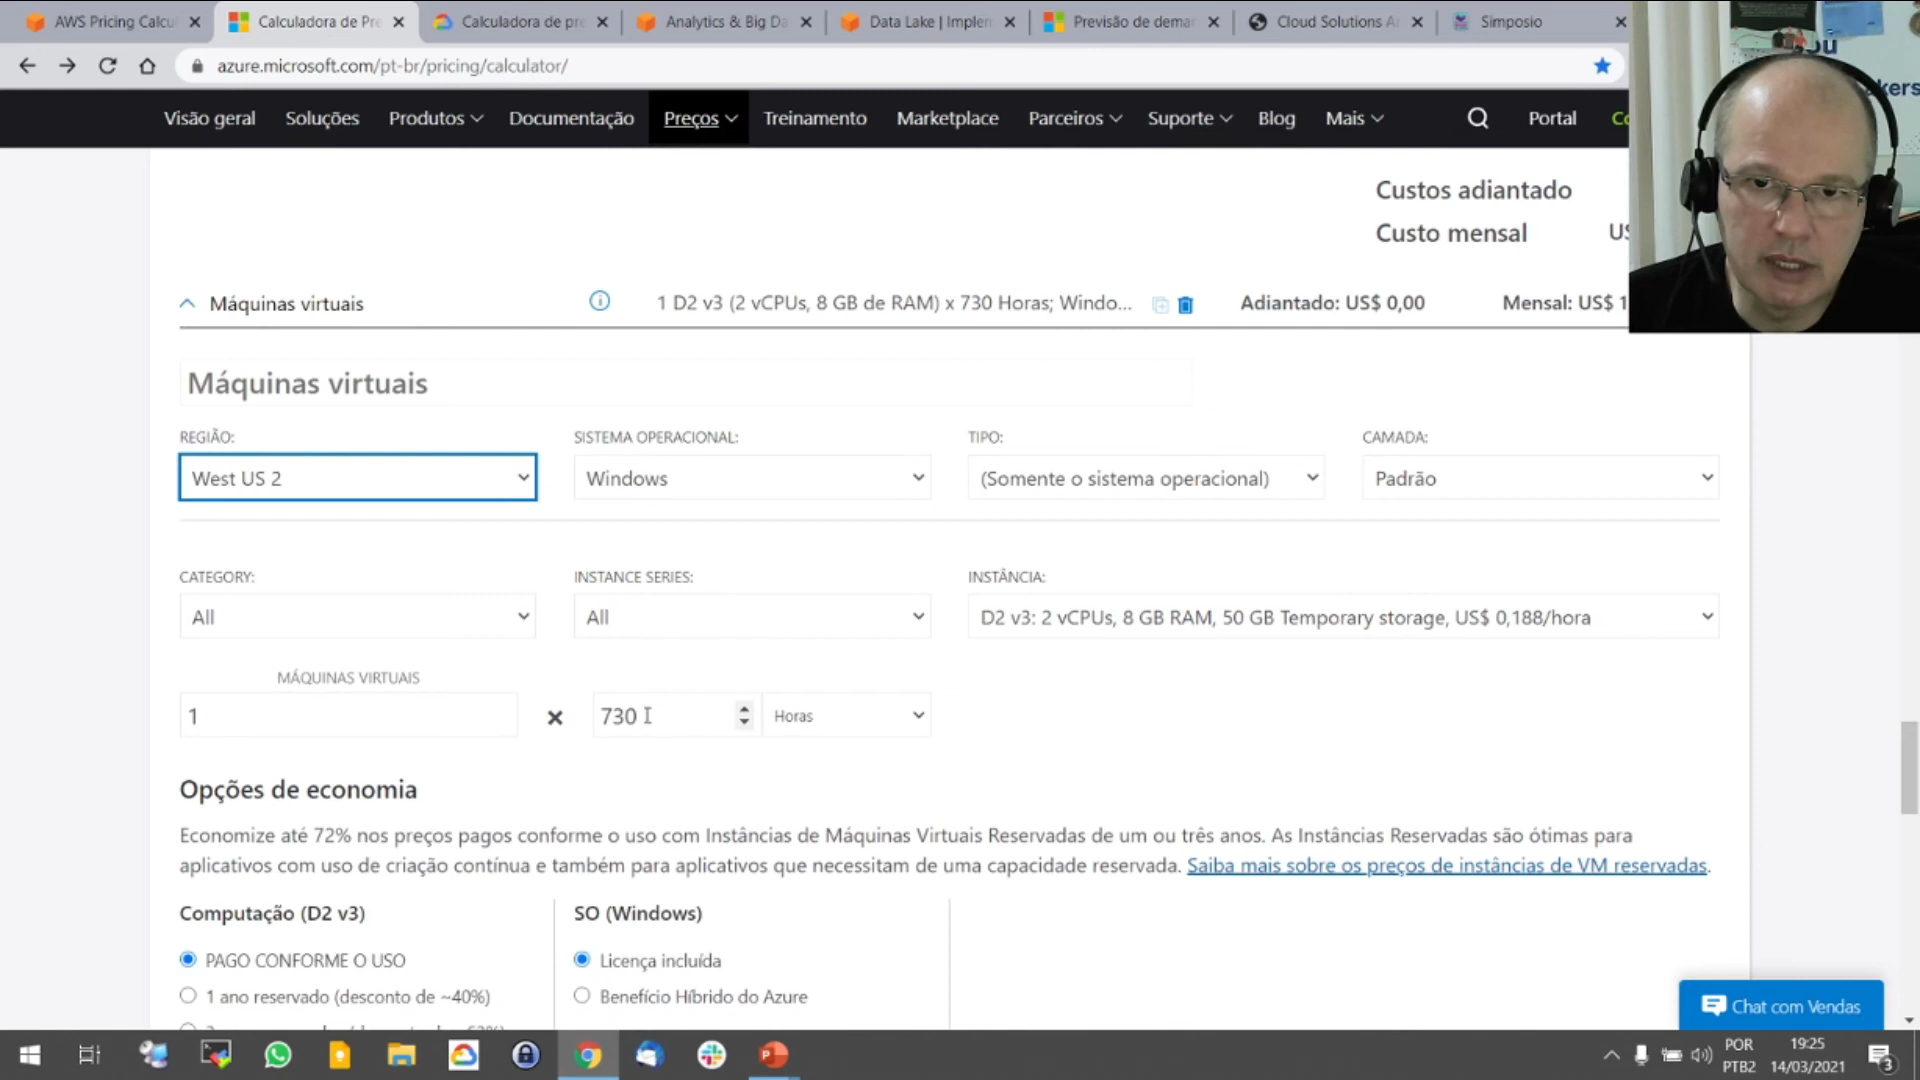 AWS Pricing Calcul
Calculadora de Pre
Calculadora de pre
Analytics & Big Da
Data Lake | Implem
Previsão de deman
Cloud Solutions Ar
Simposio
azure.microsoft.com/pt-br/pricing/calculator/
Visão geral
Soluções
Produtos
Documentação
Preços
Treinamento
Marketplace
Parceiros
Suporte
Blog
Mais
Portal
Custos adiantado
Custo mensal
Máquinas virtuais
1 D2 v3 (2 vCPUs, 8 GB de RAM) x 730 Horas; Windo...
Adiantado: US$ 0,00
Mensal: US$ 1
Máquinas virtuais
REGIÃO:
SISTEMA OPERACIONAL:
TIPO:
CAMADA:
West US 2
Windows
(Somente o sistema operacional)
Padrão
CATEGORY:
INSTANCE SERIES:
INSTÂNCIA:
All
All
D2 v3: 2 vCPUs, 8 GB RAM, 50 GB Temporary storage, US$ 0,188/hora
MÁQUINAS VIRTUAIS
1
730
Horas
Opções de economia
Economize até 72% nos preços pagos conforme o uso com Instâncias de Máquinas Virtuais Reservadas de um ou três anos. As Instâncias Reservadas são ótimas para
aplicativos com uso de criação contínua e também para aplicativos que necessitam de uma capacidade reservada. Saiba mais sobre os preços de instâncias de VM reservadas.
Computação (D2 v3)
SO (Windows)
PAGO CONFORME O USO
Licença incluída
1 ano reservado (desconto de ~40%)
Benefício Híbrido do Azure
Chat com Vendas
POR
PTB2
19:25
14/03/2021
3